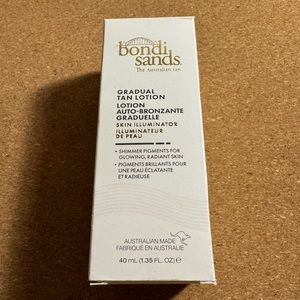 bondi
sands®
The Australian tan
GRADUAL
TAN LOTION
LOTION
AUTO-BRONZANTE
GRADUELLE
SKIN ILLUMINATOR
ILLUMINATEUR
DE PEAU
• SHIMMER PIGMENTS FOR
GLOWING, RADIANT SKIN
• PIGMENTS BRILLANTS POUR
UNE PEAU ÉCLATANTE
ET RADIEUSE
AUSTRALIAN MADE
FABRIQUÉ EN AUSTRALIE
40 mL (1.35 FL. OZ) ℮